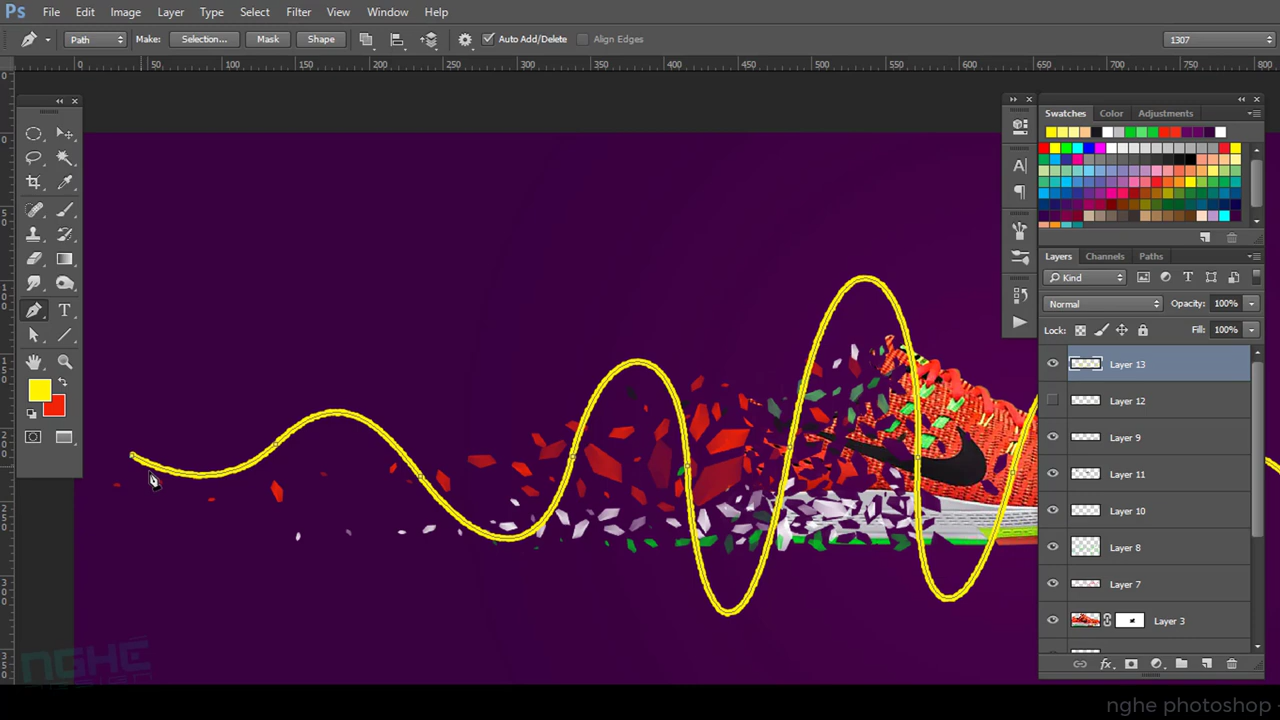 Ps File Edit Image Layer Type Select Filter View Window Help
Path Make: Selection... Mask Shape Auto Add/Delete Align Edges 1307
0 50 100 150 200 250 300 350 400 450 500 550 600 650 700 750 800
Swatches Color Adjustments
Layers Channels Paths
Kind
Normal Opacity: 100%
Lock: Fill: 100%
Layer 13
Layer 12
Layer 9
Layer 11
Layer 10
Layer 8
Layer 7
Layer 3
NGHÊ
nghe photoshop